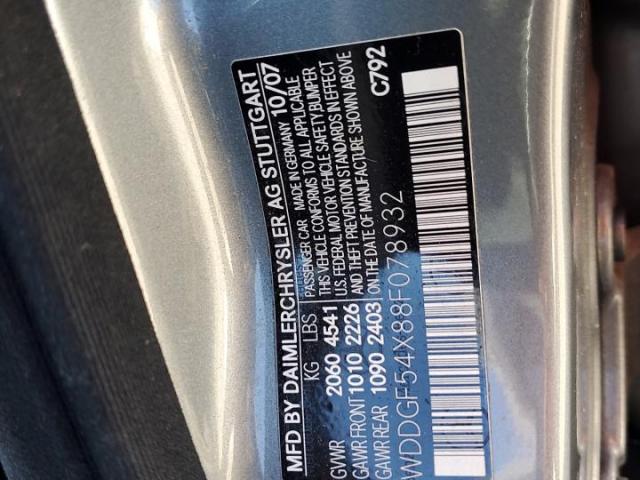 MFD BY DAIMLERCHRYSLER AG STUTTGART
KG LBS PASSENGER CAR MADE IN GERMANY 10/07
THIS VEHICLE CONFORMS TO ALL APPLICABLE
GVWR 2060 4541 U.S. FEDERAL MOTOR VEHICLE SAFETY BUMPER
GAWR FRONT 1010 2226 AND THEFT PREVENTION STANDARDS IN EFFECT
GAWR REAR 1090 2403 ON THE DATE OF MANUFACTURE SHOWN ABOVE
C792
WDDGF54X88F078932